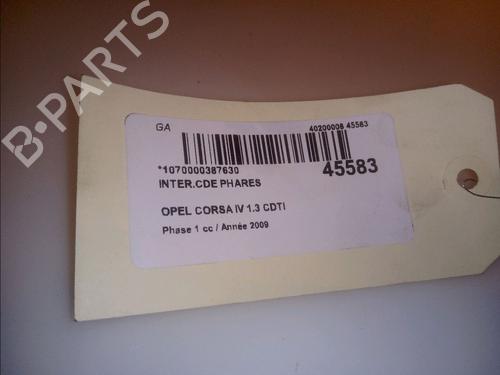 B-PARTS
GA
40200008 45583
*1070000387630
45583
INTER.CDE PHARES
OPEL CORSA IV 1.3 CDTI
Phase 1 cc / Année 2009